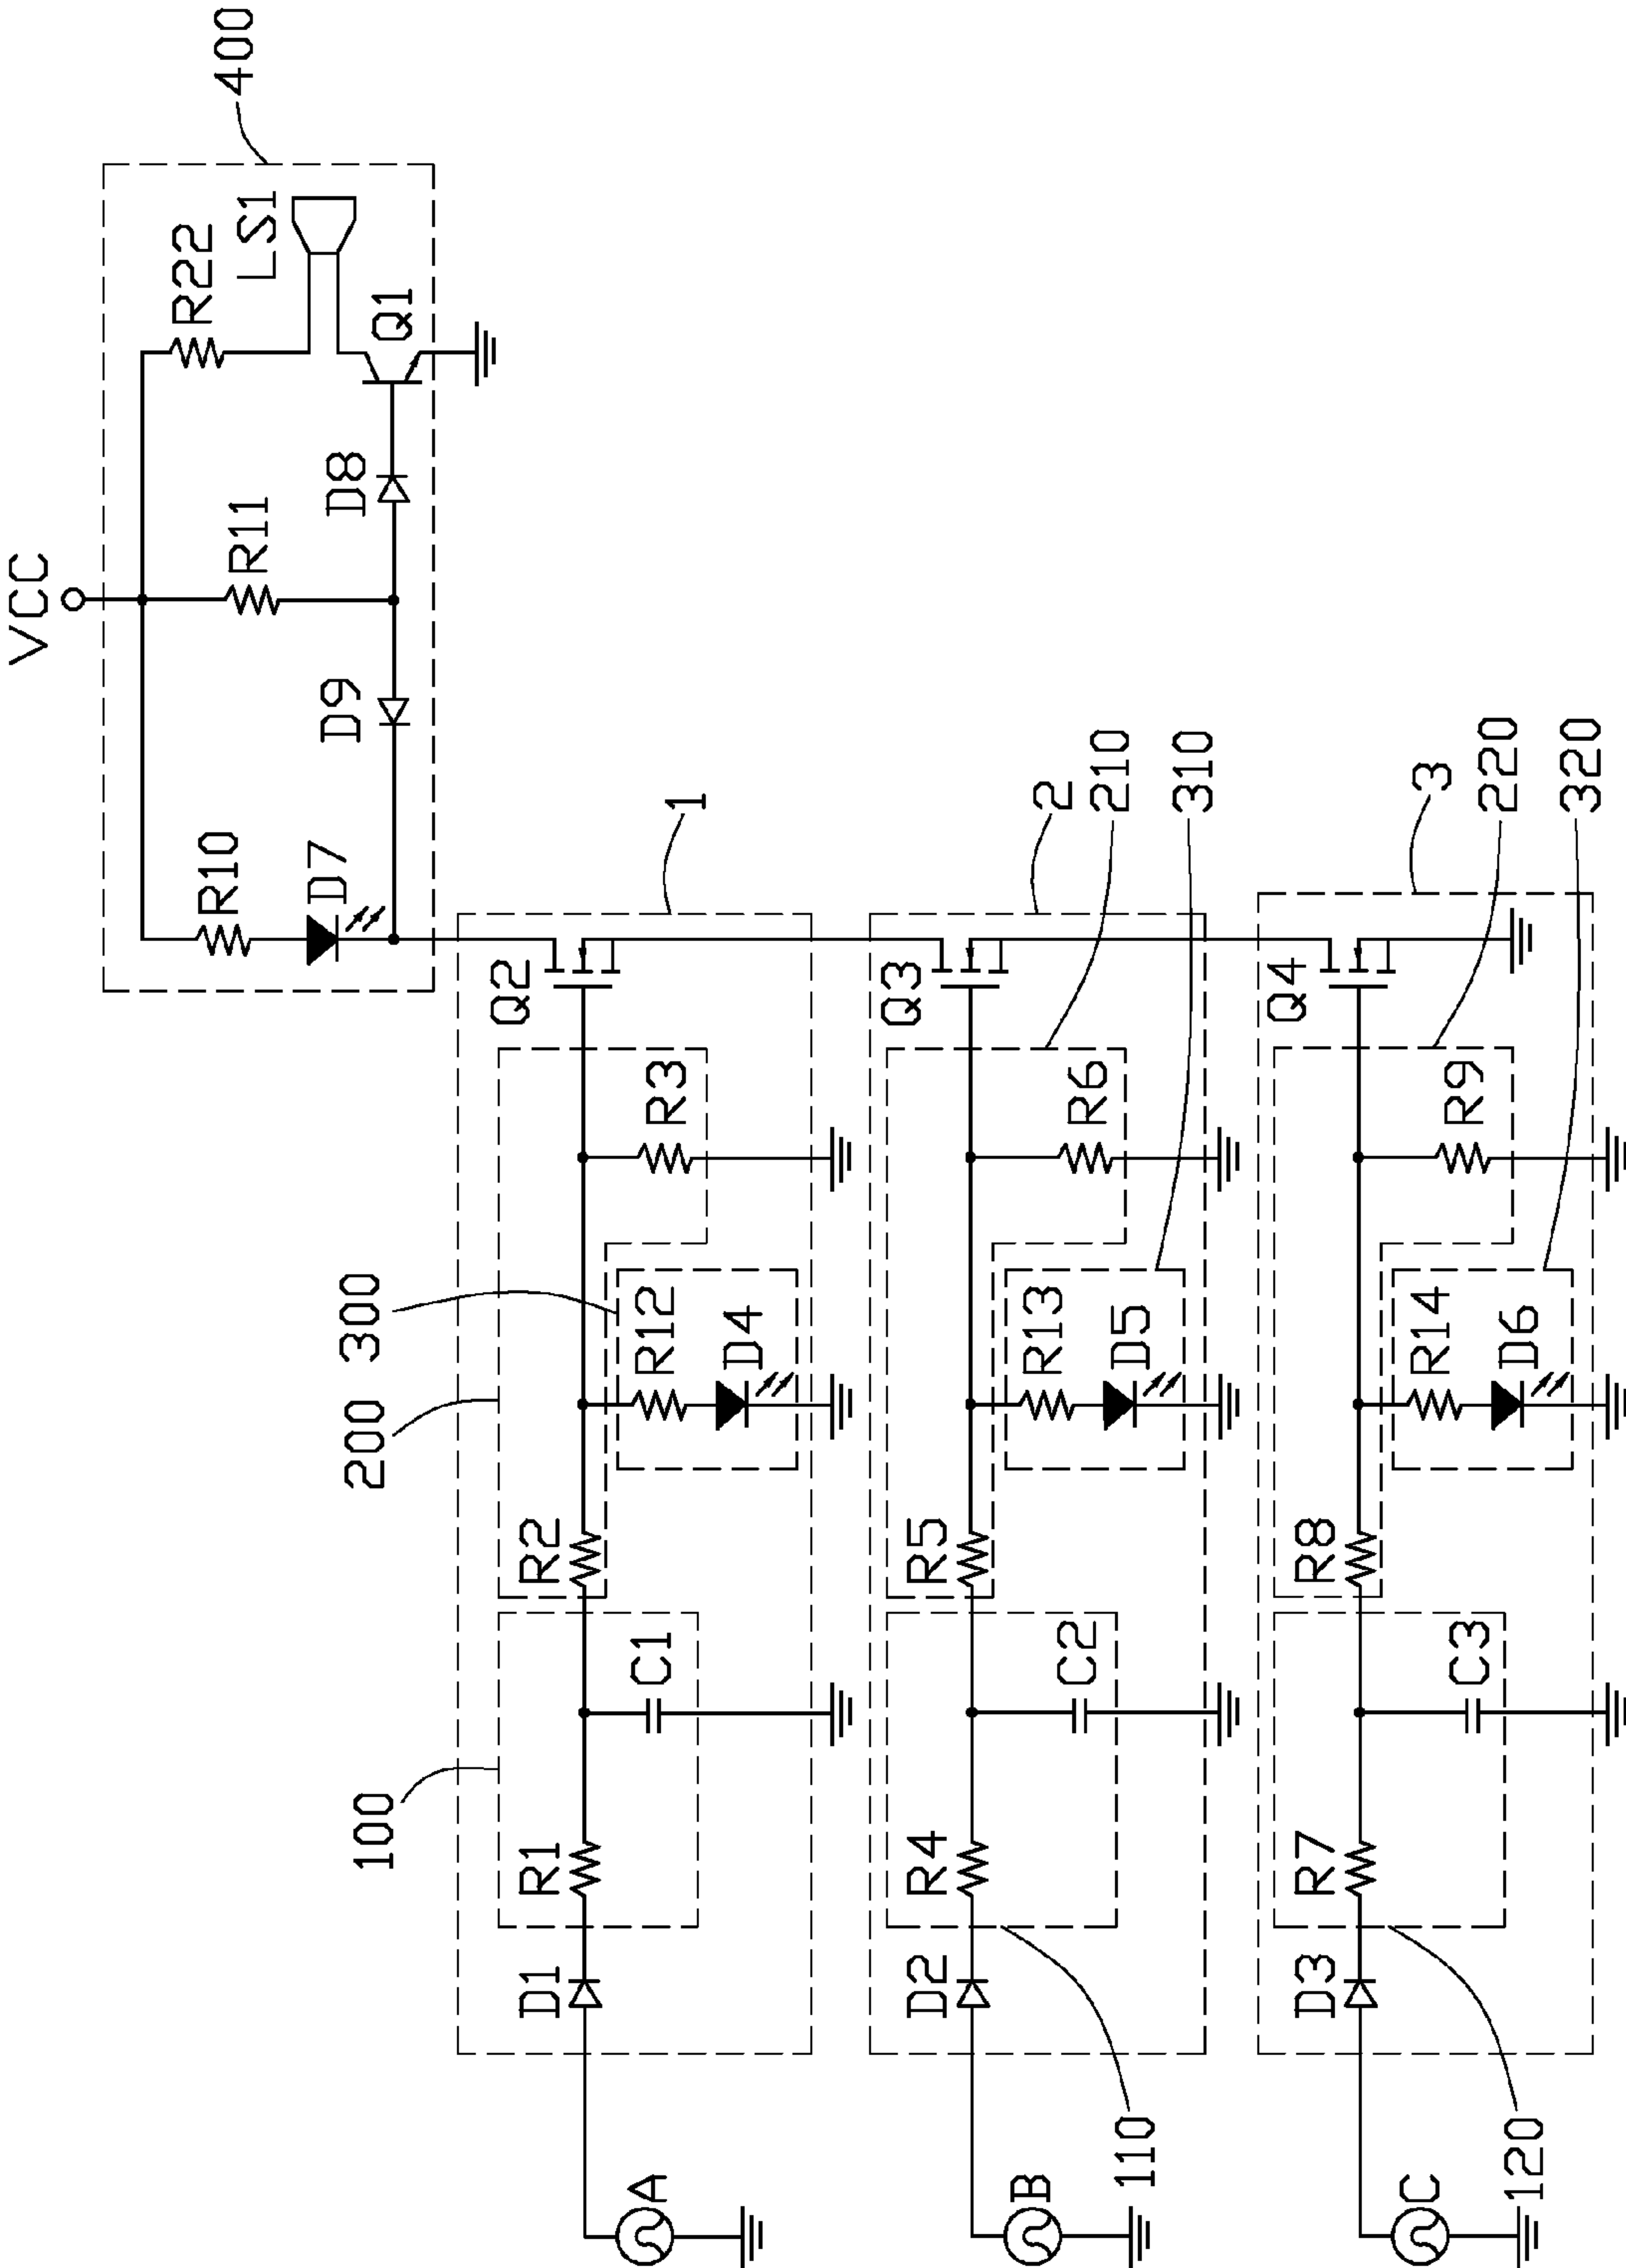 VCC
400
R10
R11
R22
LS1
D7
D9
D8
Q1
1
200
300
100
D1
R1
C1
R2
R12
D4
R3
Q2
2
210
310
D2
R4
C2
R5
R13
D5
R6
Q3
110
3
220
320
D3
R7
C3
R8
R14
D6
R9
Q4
120
A
B
C